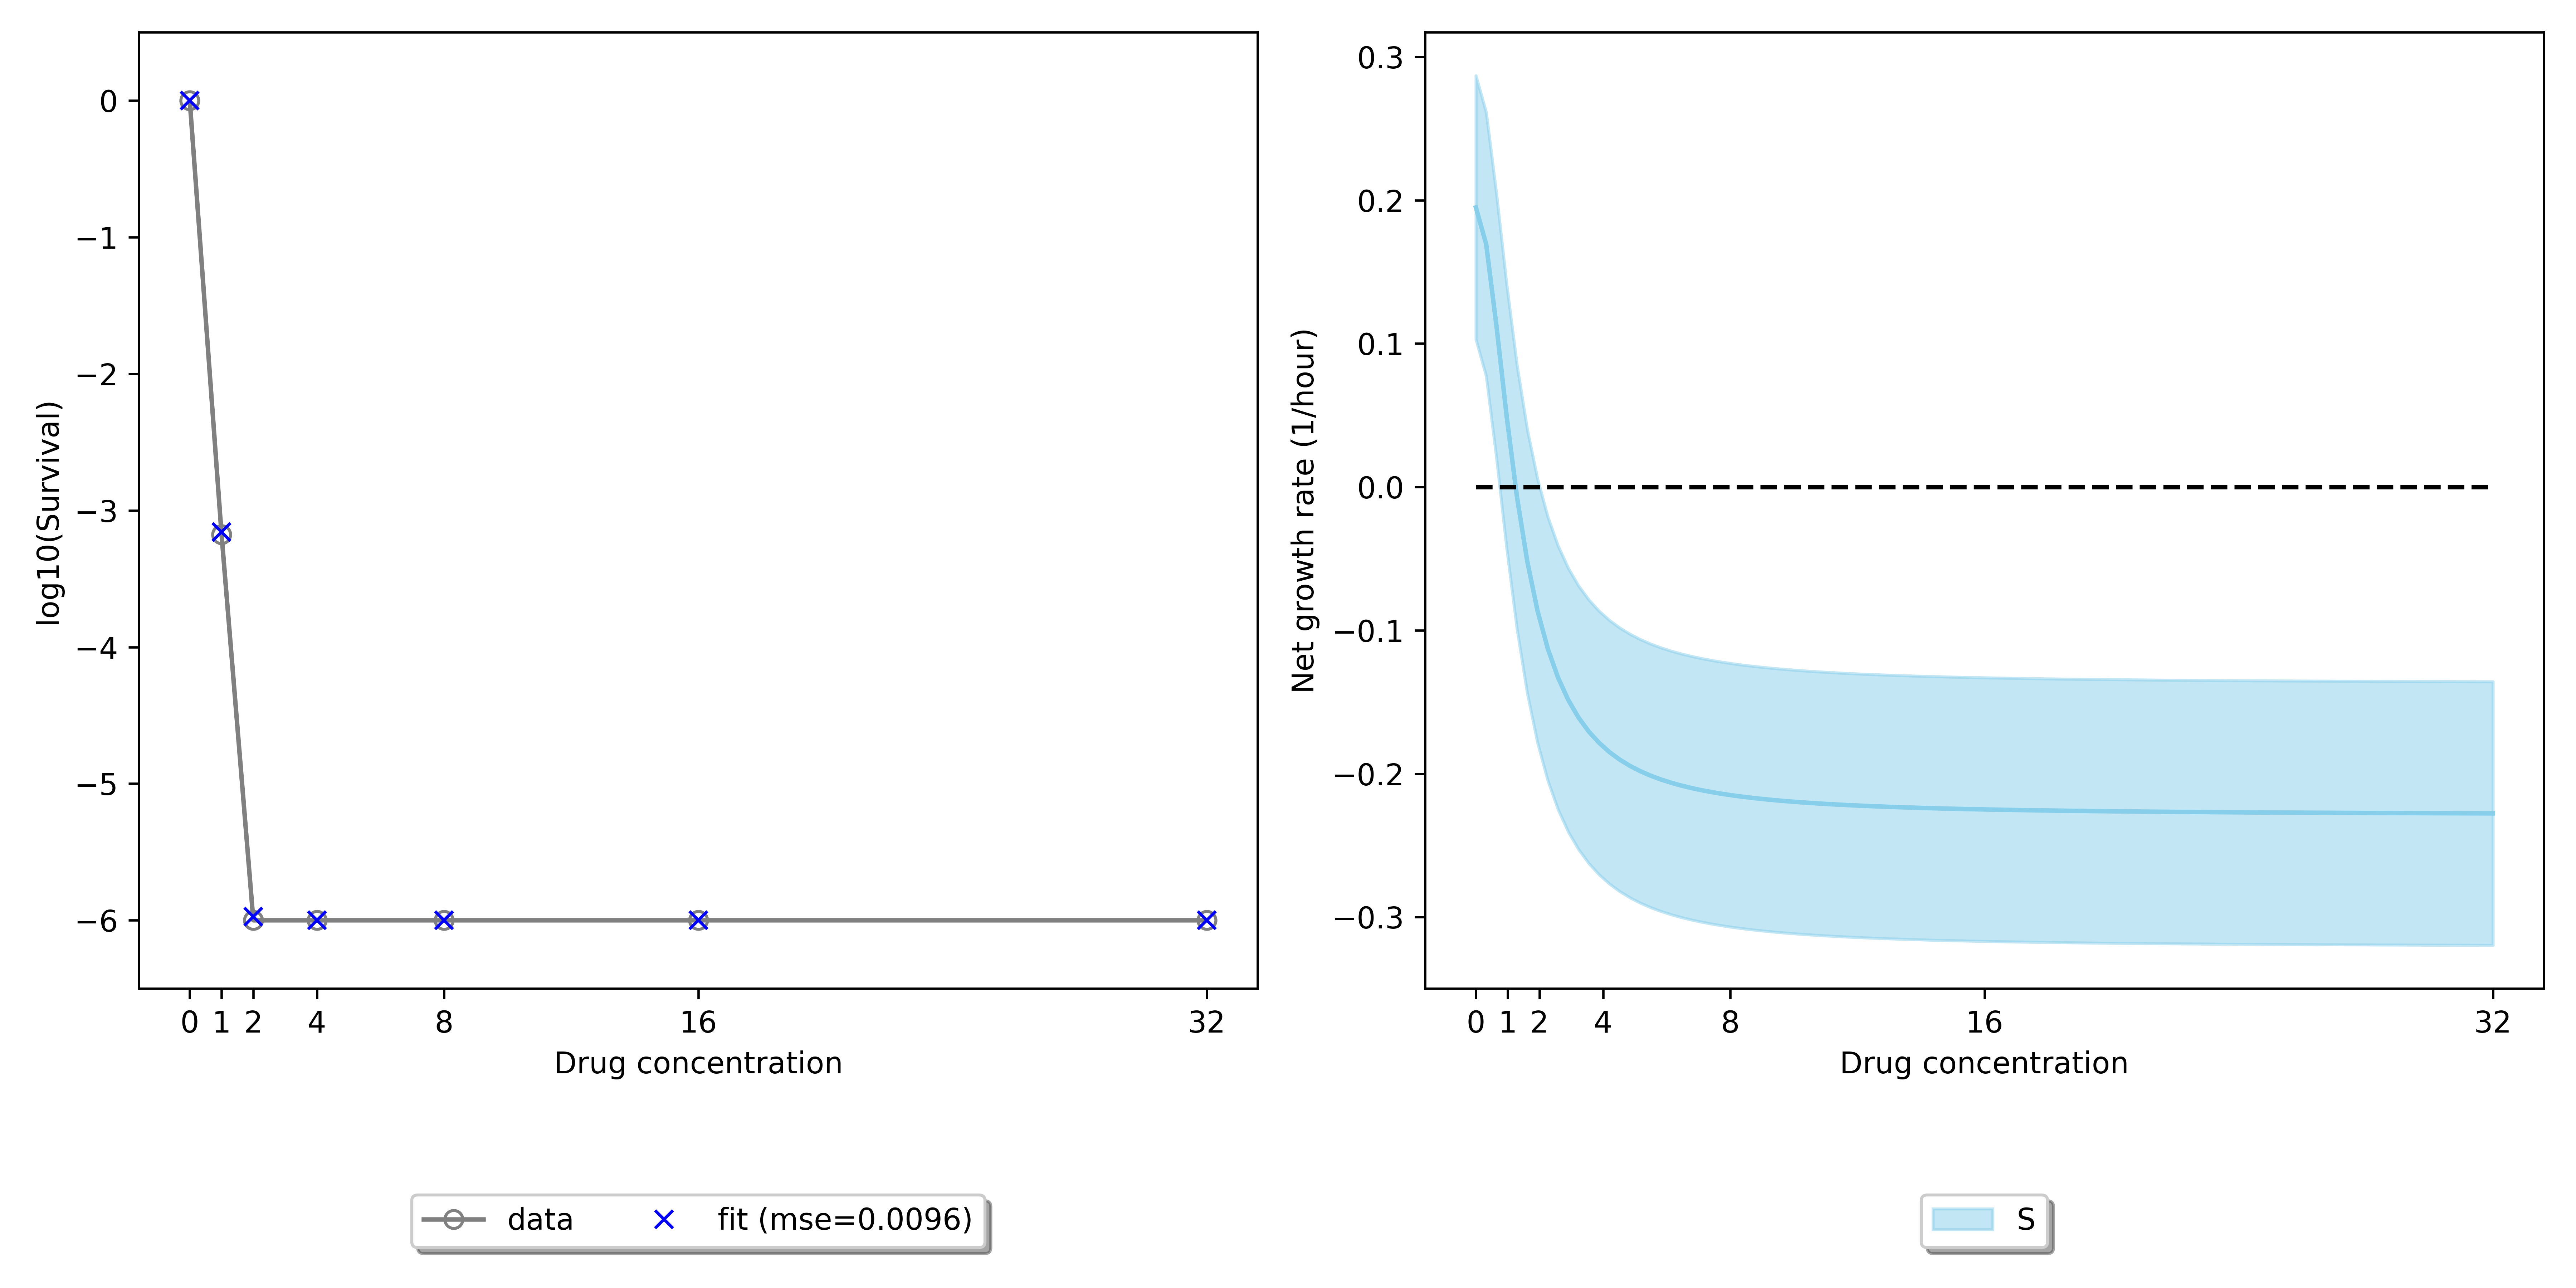 log10(Survival)
0
−1
−2
−3
−4
−5
−6
0 1 2 4 8 16 32
Drug concentration
data fit (mse=0.0096)
Net growth rate (1/hour)
0.3
0.2
0.1
0.0
−0.1
−0.2
−0.3
0 1 2 4 8 16 32
Drug concentration
S